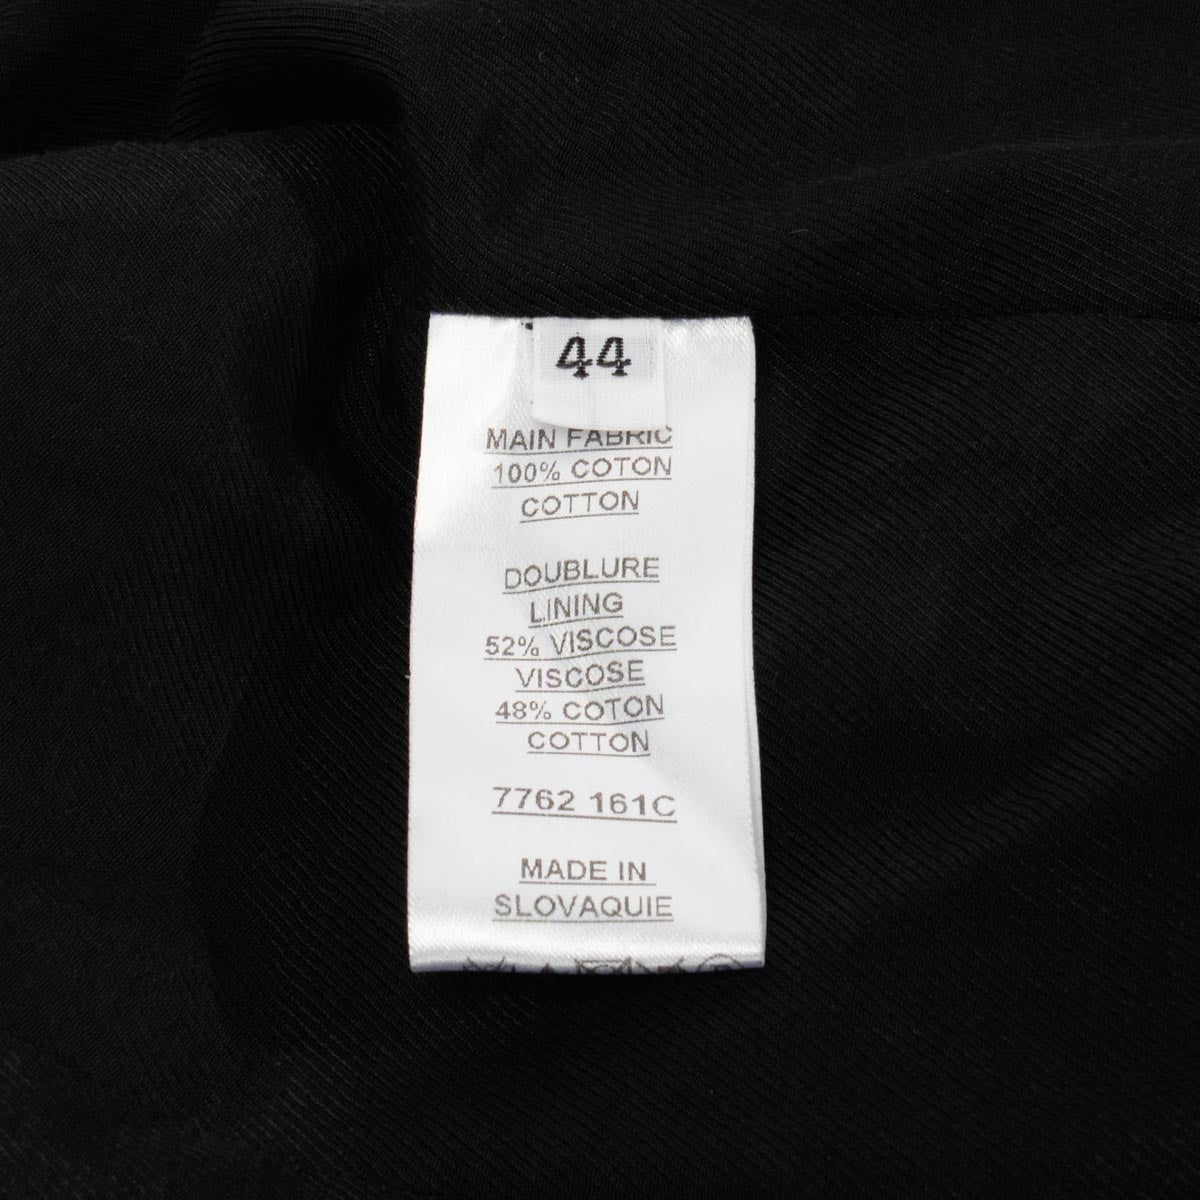 44
MAIN FABRIC
100% COTON
COTTON
DOUBLURE
LINING
52% VISCOSE
VISCOSE
48% COTON
COTTON
7762 161C
MADE IN
SLOVAQUIE